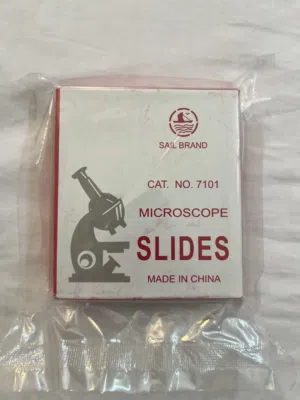 SAIL BRAND
CAT. NO. 7101
MICROSCOPE
SLIDES
MADE IN CHINA